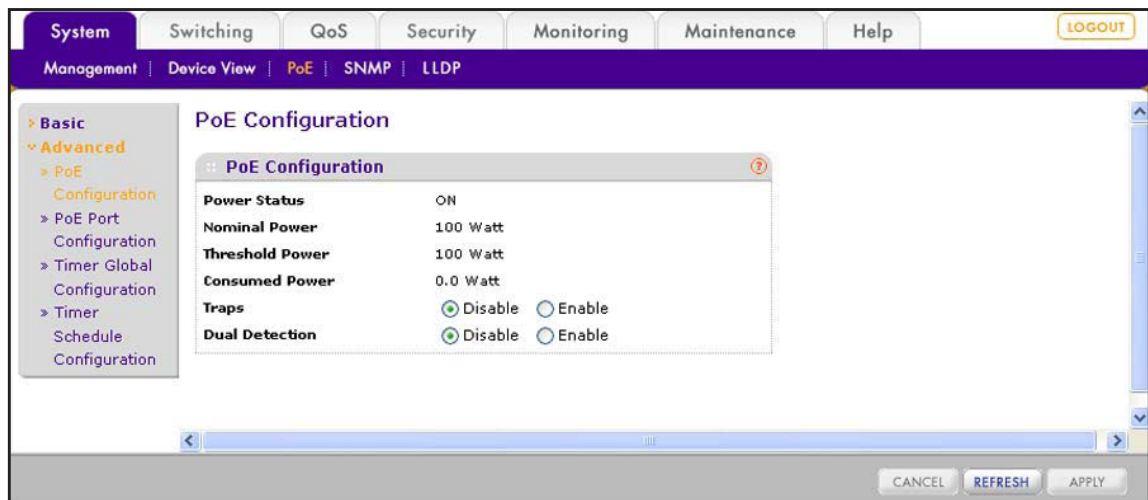 System Switching QoS Security Monitoring Maintenance Help LOGOUT
Management Device View PoE SNMP LLDP
Basic
Advanced
PoE
Configuration
PoE Port
Configuration
Timer Global
Configuration
Timer
Schedule
Configuration
PoE Configuration
PoE Configuration ?
Power Status ON
Nominal Power 100 Watt
Threshold Power 100 Watt
Consumed Power 0.0 Watt
Traps Disable Enable
Dual Detection Disable Enable
CANCEL REFRESH APPLY